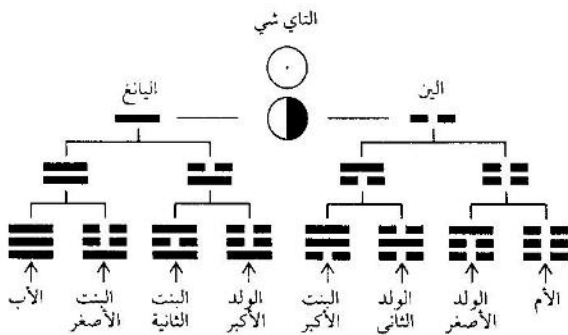 التاي شي
الين
اليانغ
الأم
الولد
الأصغر
الولد
الثاني
البنت
الأكبر
الولد
الأكبر
البنت
الثانية
البنت
الأصغر
الأب